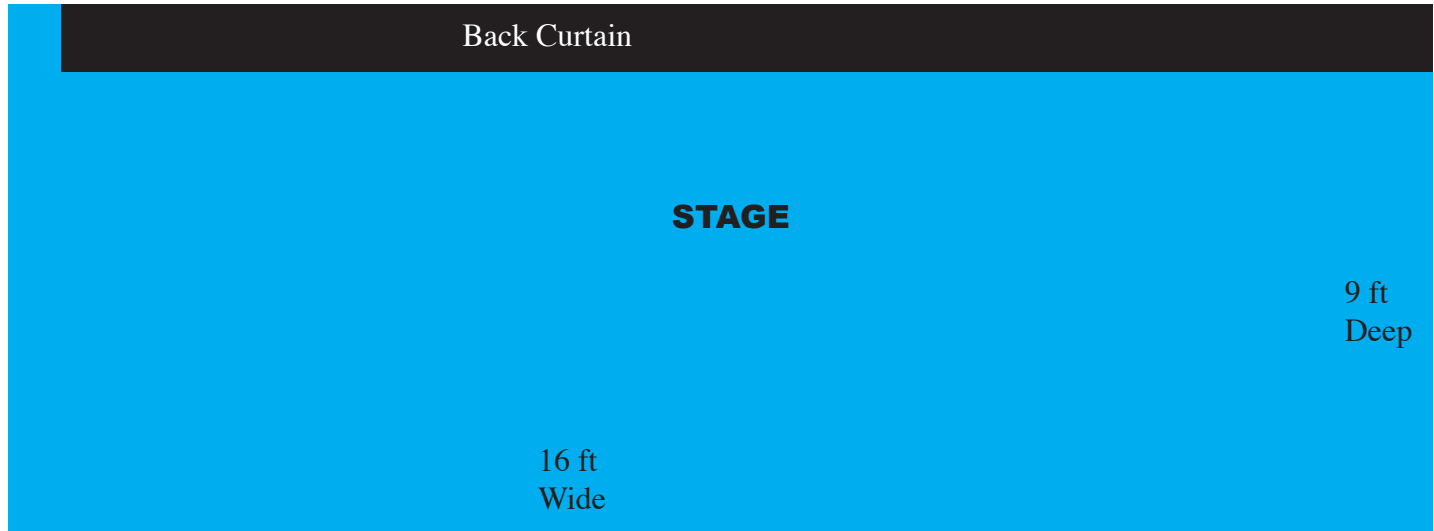 Back Curtain
STAGE
9 ft
Deep
16 ft
Wide